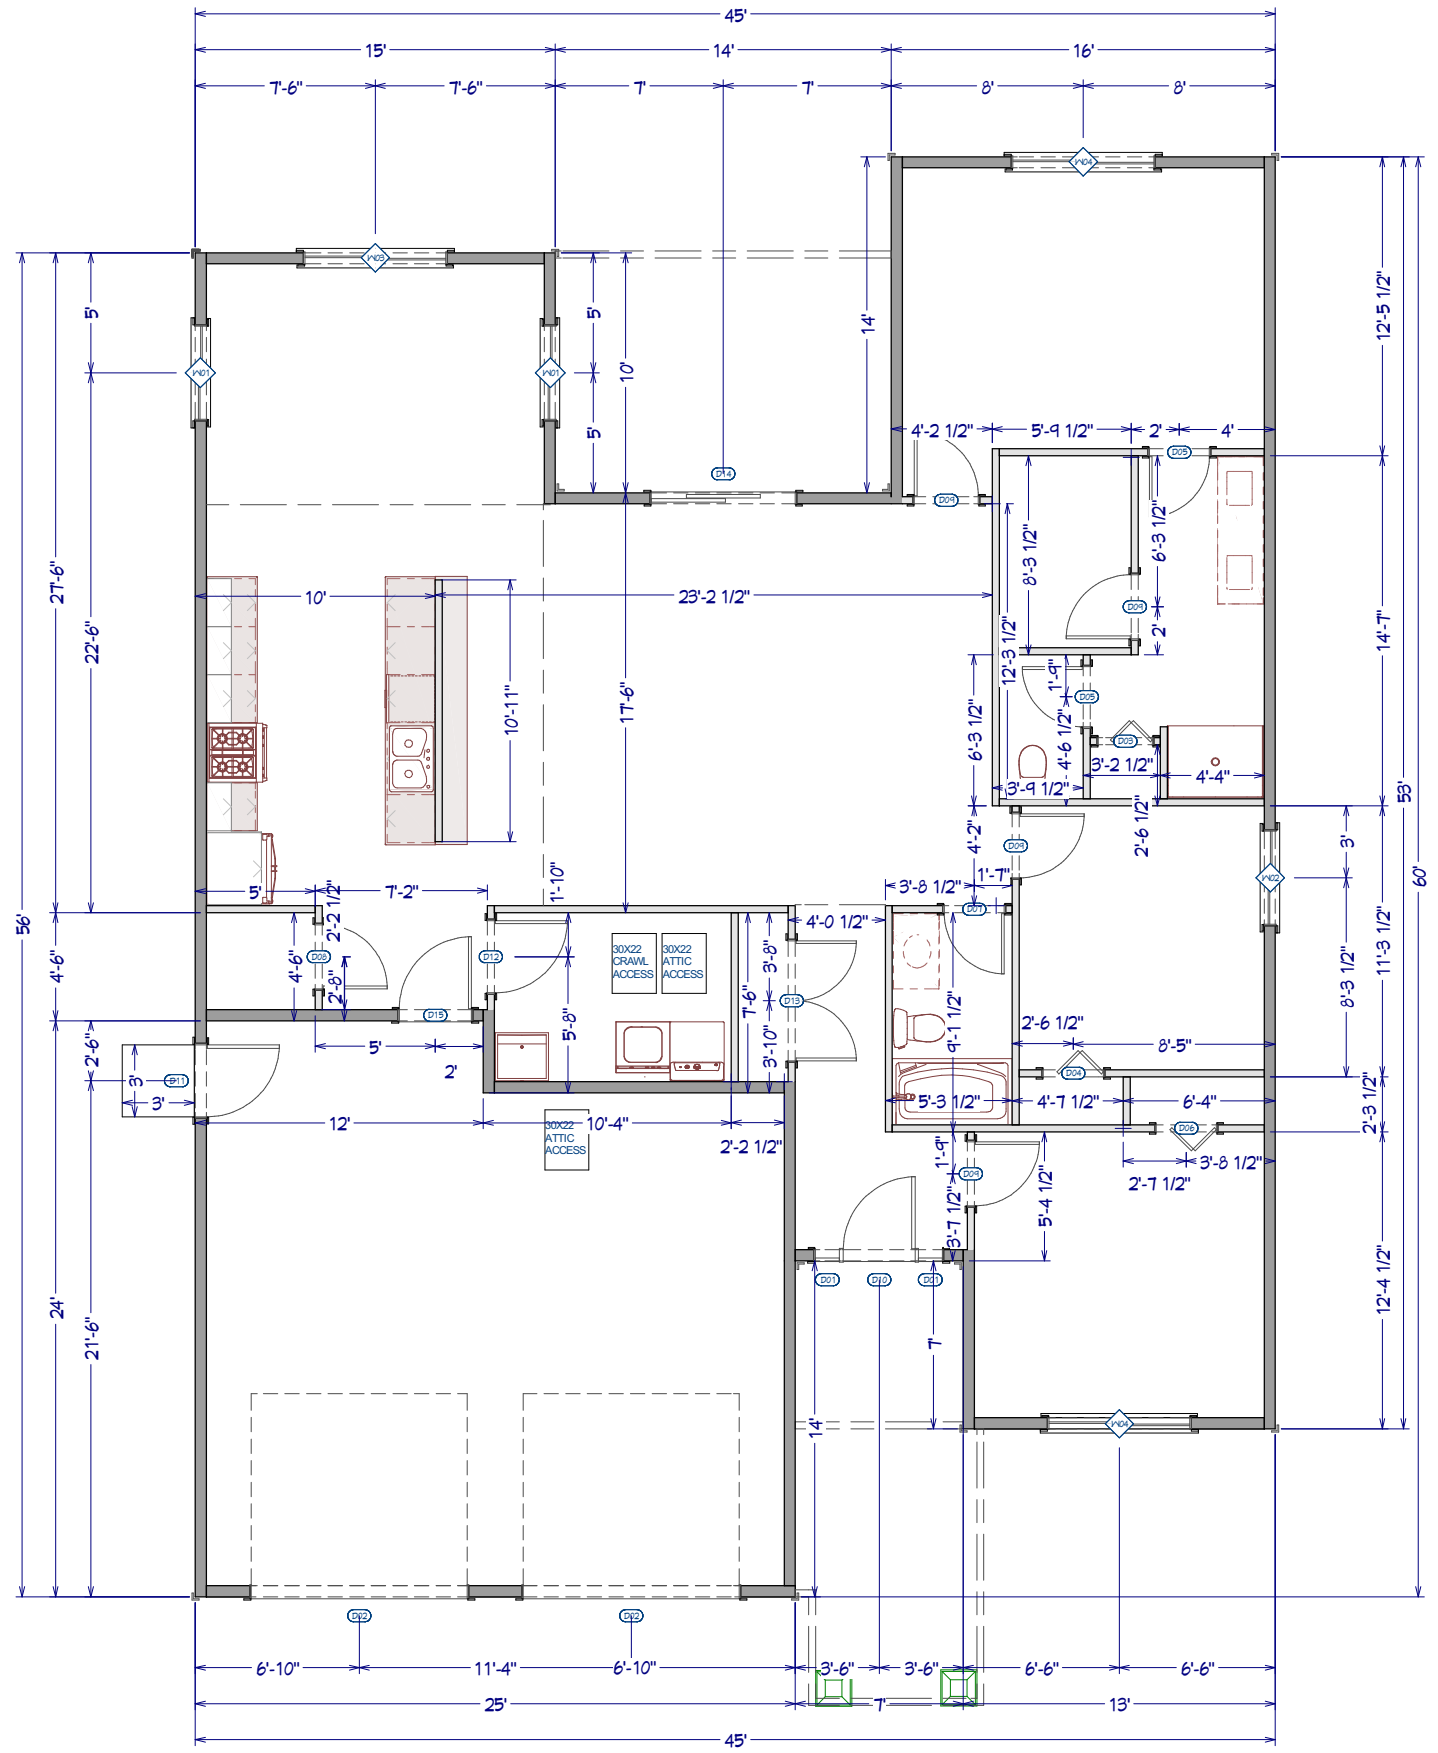 45'
15' 14' 16'
7'-6" 7'-6" 7' 7' 8' 8'
W04
W03
5'
5'
10'
14'
12'-5 1/2"
W01
W01
27'-6"
22'-6"
5'
D14
4'-2 1/2" 5'-9 1/2" 2' 4'
D05
D09
6'-3 1/2"
8'-3 1/2"
10'
23'-2 1/2"
D09
2'
12'-3 1/2"
14'-7"
1'-9"
D05
17'-6"
10'-11"
6'-3 1/2"
4'-6 1/2"
D03
3'-2 1/2"
4'-4"
3'-9 1/2"
53'
2'-6 1/2"
4'-2"
D09
3'
60'
W02
5' 7'-2"
1'-10"
3'-8 1/2" 1'-7"
2'-2 1/2"
56'
4'-6"
4'-6"
D08
2'-8"
D12
30X22
CRAWL
ACCESS
30X22
ATTIC
ACCESS
3'-8"
4'-0 1/2"
D07
11'-3 1/2"
8'-3 1/2"
D15
7'-6"
D13
5'-8"
3'-10"
9'-1 1/2"
2'-6 1/2"
8'-5"
5'
2'
2'-6"
3'
D11
3'
D04
5'-3 1/2" 4'-7 1/2" 6'-4"
2'-3 1/2"
12' 10'-4"
2'-2 1/2"
30X22
ATTIC
ACCESS
D06
1'-9"
D09
3'-8 1/2"
2'-7 1/2"
5'-4 1/2"
3'-7 1/2"
D01 D10 D01
24'
21'-6"
7'
12'-4 1/2"
14'
W04
D02 D02
6'-10" 11'-4" 6'-10" 3'-6" 3'-6" 6'-6" 6'-6"
25' 7' 13'
45'